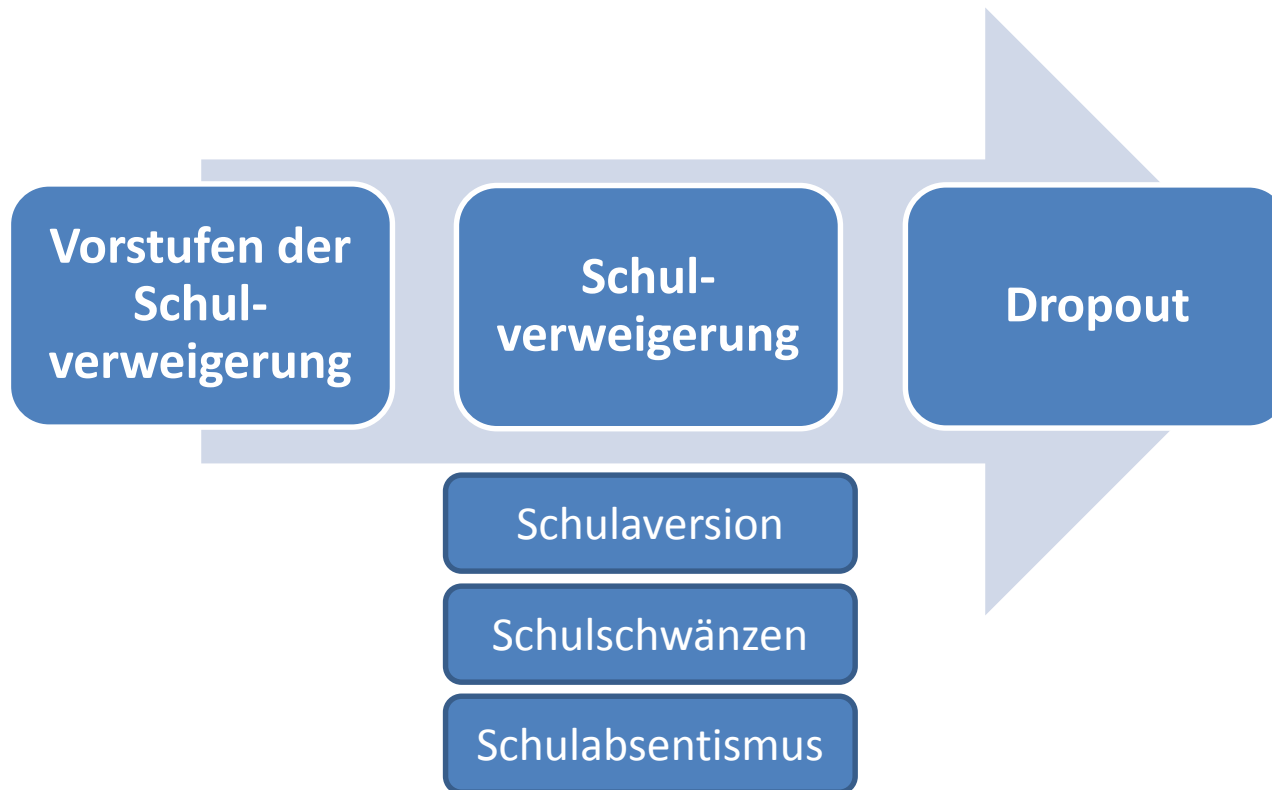 Vorstufen der
Schul-
verweigerung
Schul-
verweigerung
Dropout
Schulaversion
Schulschwänzen
Schulabsentismus